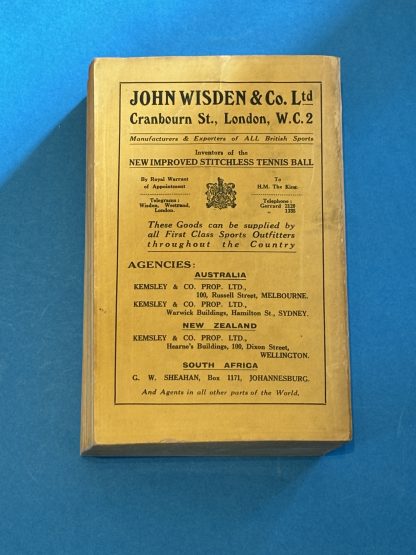 JOHN WISDEN & Co. Ltd
Cranbourn St., London, W.C.2
Manufacturers & Exporters of ALL British Sports
Inventors of the
NEW IMPROVED STITCHLESS TENNIS BALL
By Royal Warrant
of Appointment
To
H.M. The King.
Telegrams:
Wisden, Westrand,
London.
Telephone:
Gerrard 2120
„ 1335
These Goods can be supplied by
all First Class Sports Outfitters
throughout the Country
AGENCIES:
AUSTRALIA
KEMSLEY & CO. PROP. LTD.,
100, Russell Street, MELBOURNE.
KEMSLEY & CO. PROP. LTD.,
Warwick Buildings, Hamilton St., SYDNEY.
NEW ZEALAND
KEMSLEY & CO. PROP. LTD.,
Hearne's Buildings, 100, Dixon Street,
WELLINGTON.
SOUTH AFRICA
G. W. SHEAHAN, Box 1171, JOHANNESBURG.
And Agents in all other parts of the World.